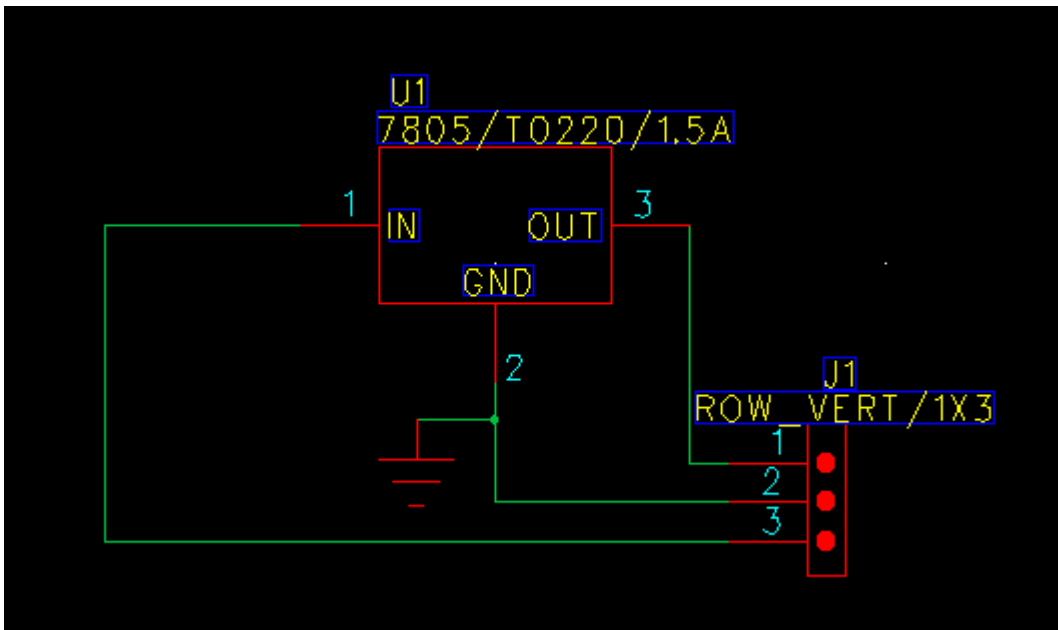 U1
7805/TO220/1.5A
1
3
IN
OUT
GND
2
J1
ROW_VERT/1X3
1
2
3